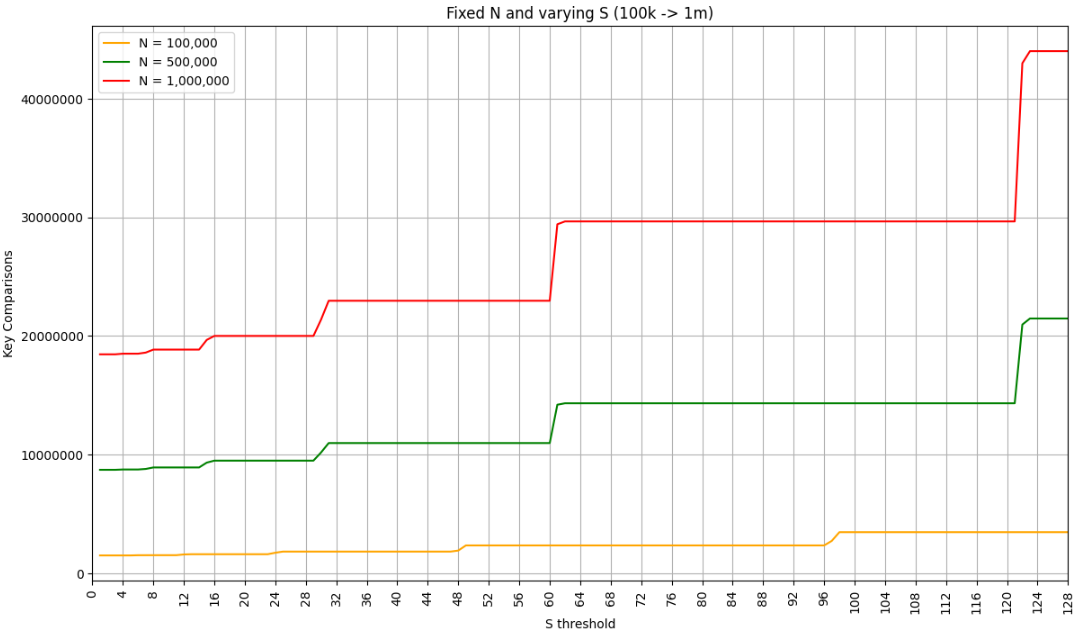 Fixed N and varying S (100k -> 1m)
N = 100,000
N = 500,000
N = 1,000,000
Key Comparisons
40000000
30000000
20000000
10000000
0
0 4 8 12 16 20 24 28 32 36 40 44 48 52 56 60 64 68 72 76 80 84 88 92 96 100 104 108 112 116 120 124 128
S threshold